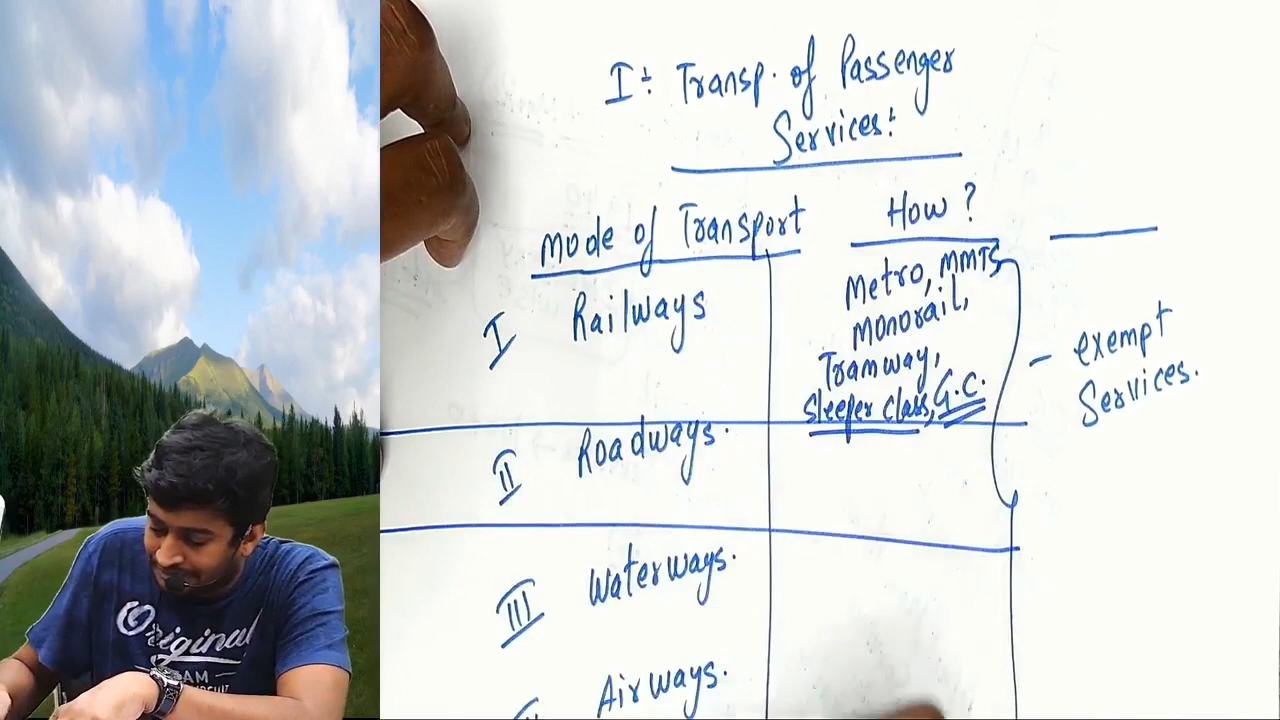 I:- Transp. of Passenger
Services:-
Mode of Transport
How?
I Railways
Metro, MMTS
Monorail,
Tramway,
Sleeper class, G.C.
- exempt
Services.
II Roadways.
III Waterways.
Airways.
Original